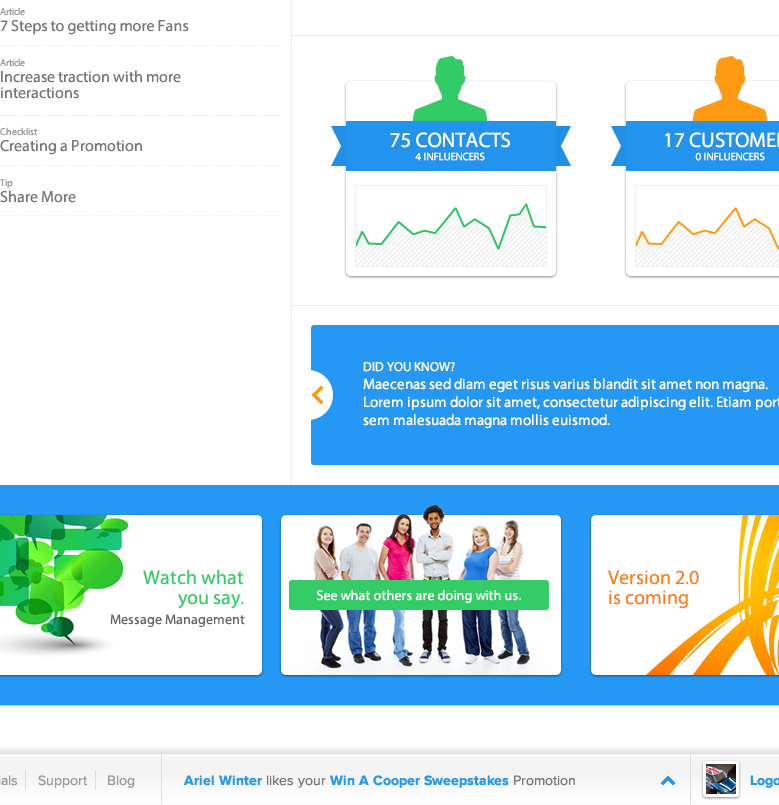 Article
7 Steps to getting more Fans
Article
Increase traction with more
interactions
Checklist
Creating a Promotion
Tip
Share More
75 CONTACTS
4 INFLUENCERS
17 CUSTOME
0 INFLUENCERS
DID YOU KNOW?
Maecenas sed diam eget risus varius blandit sit amet non magna.
Lorem ipsum dolor sit amet, consectetur adipiscing elit. Etiam port
sem malesuada magna mollis euismod.
Watch what
you say.
Message Management
See what others are doing with us.
Version 2.0
is coming
ials
Support
Blog
Ariel Winter likes your Win A Cooper Sweepstakes Promotion
Logo